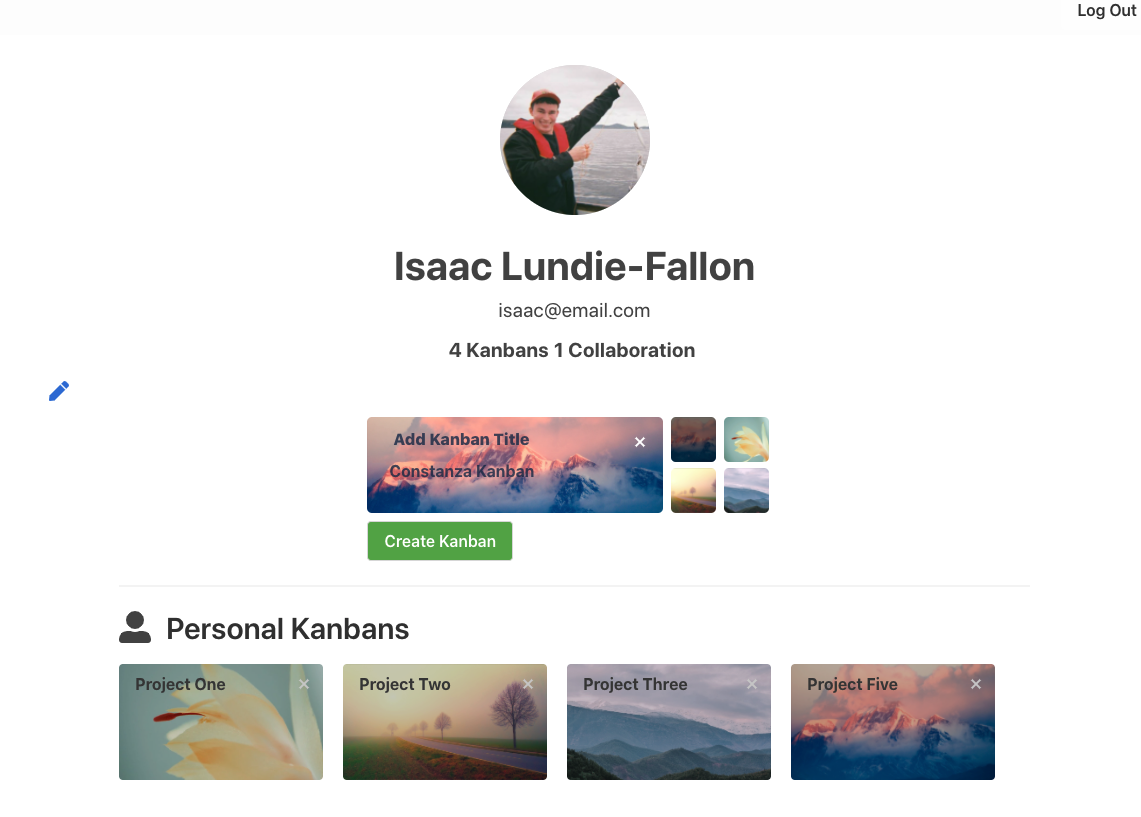 Log Out
Isaac Lundie-Fallon
isaac@email.com
4 Kanbans 1 Collaboration
Add Kanban Title
Constanza Kanban
Create Kanban
Personal Kanbans
Project One
Project Two
Project Three
Project Five